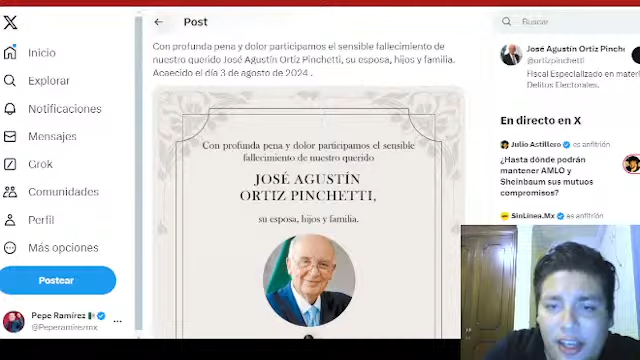 Post
Buscar
Con profunda pena y dolor participamos el sensible fallecimiento de
nuestro querido José Agustín Ortiz Pinchetti, su esposa, hijos y familia.
Acaecido el día 3 de agosto de 2024 .
Inicio
Explorar
Notificaciones
Mensajes
Grok
Comunidades
Perfil
Más opciones
Postear
Pepe Ramírez
@Peperamirezmx
Con profunda pena y dolor participamos el sensible
fallecimiento de nuestro querido
JOSÉ AGUSTÍN
ORTIZ PINCHETTI,
su esposa, hijos y familia.
José Agustín Ortiz Pinche
@ortizpinchetti
Fiscal Especializado en mater
Delitos Electorales.
En directo en X
Julio Astillero es anfitrión
¿Hasta dónde podrán
mantener AMLO y
Sheinbaum sus mutuos
compromisos?
SinLínea.Mx es anfitrión